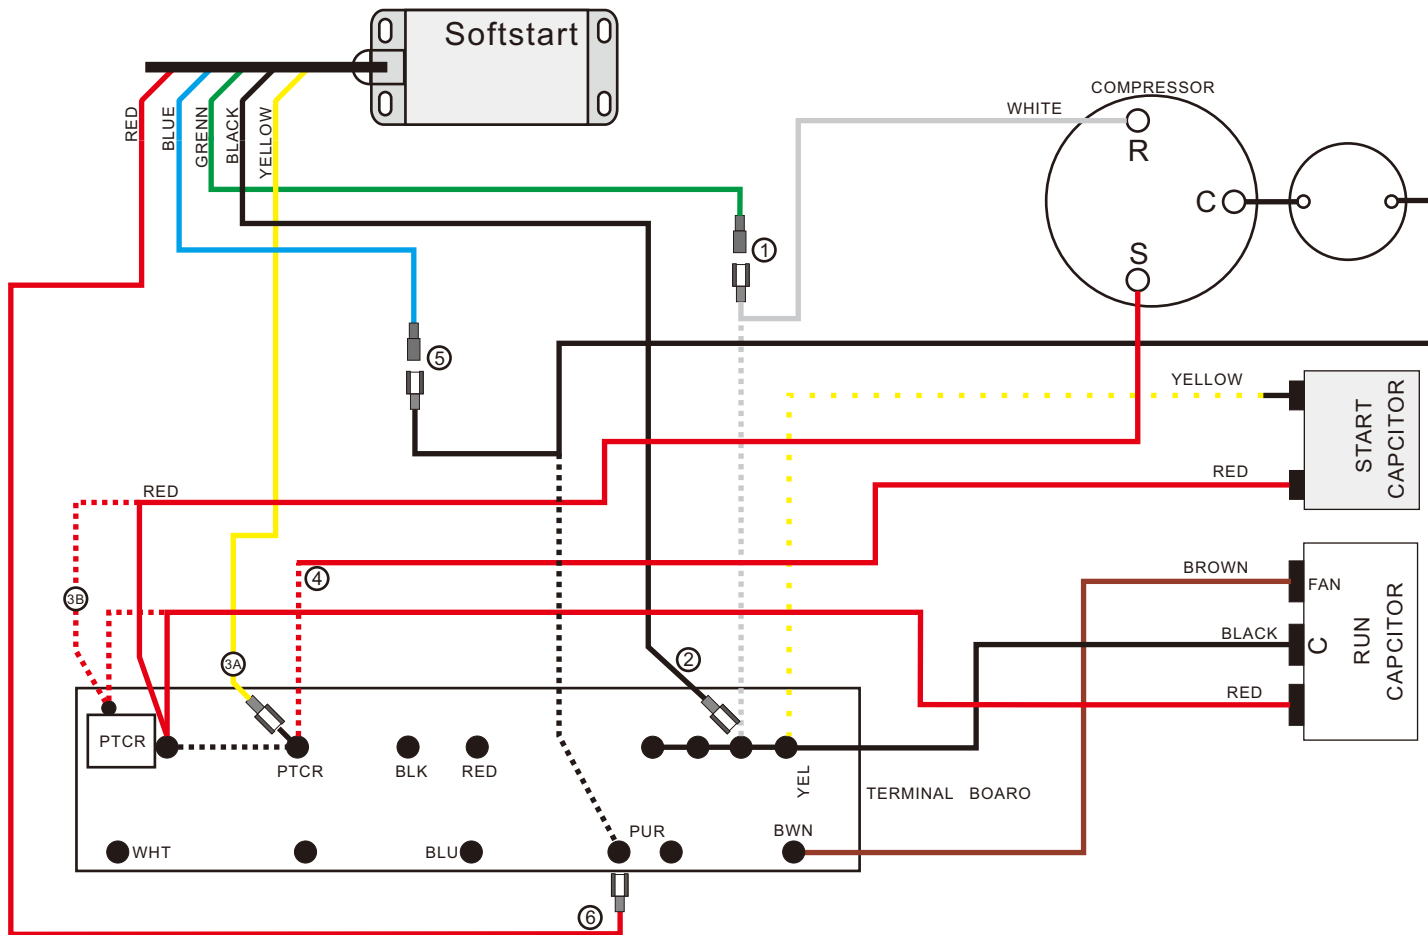 Softstart
RED
BLUE
GRENN
BLACK
YELLOW
WHITE
COMPRESSOR
R
C
S
1
5
YELLOW
RED
START
CAPCITOR
RED
4
3B
3A
2
BROWN
FAN
BLACK
C
RED
RUN
CAPCITOR
PTCR
PTCR
BLK
RED
YEL
TERMINAL BOARO
WHT
BLU
PUR
BWN
6